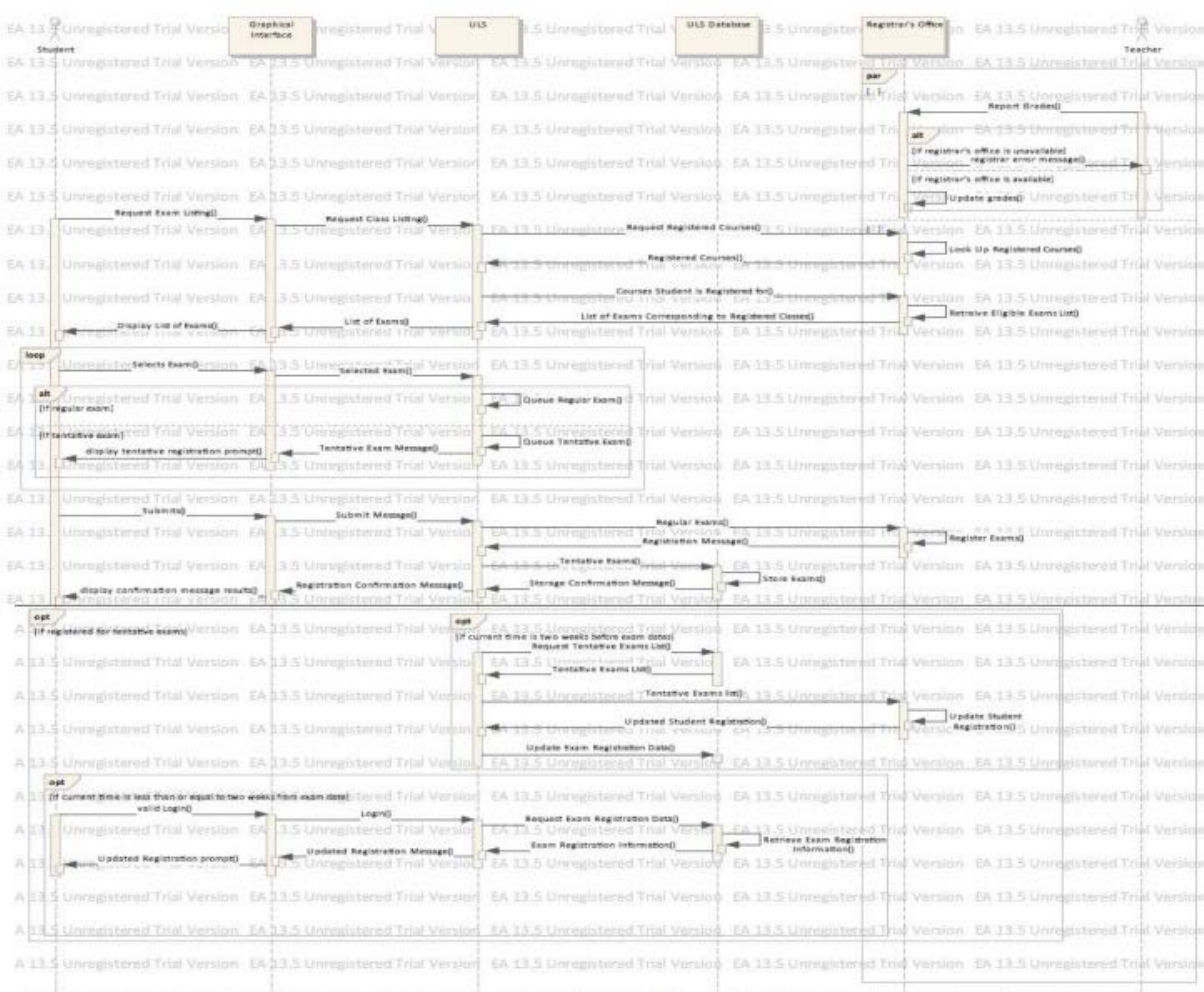 Student
Graphical
Interface
ULS
ULS Database
Registrar's Office
Teacher
EA 13.5 Unregistered Trial Version
par
Report Grades()
alt
[if registrar's office is unavailable]
registrar error message()
[if registrar's office is available]
Update grades()
Request Exam Listing()
Request Class Listing()
Request Registered Courses()
Look Up Registered Courses()
Registered Courses()
Courses Student is Registered for()
Retreive Eligible Exams List()
List of Exams Corresponding to Registered Classes()
List of Exams()
Display List of Exams()
loop
Selects Exam()
Selected Exam()
alt
[if regular exam]
Queue Regular Exam()
[if tentative exam]
Queue Tentative Exam()
Tentative Exam Message()
display tentative registration prompt()
Submits()
Submit Message()
Regular Exams()
Register Exams()
Registration Message()
Tentative Exams()
Store Exams()
Storage Confirmation Message()
Registration Confirmation Message()
display confirmation message results()
opt
[if registered for tentative exams]
opt
[if current time is two weeks before exam dates]
Request Tentative Exams List()
Tentative Exams List()
Tentative Exams list()
Update Student
Registration()
Updated Student Registration()
Update Exam Registration Data()
opt
[if current time is less than or equal to two weeks from exam date]
valid Login()
Login()
Request Exam Registration Data()
Retrieve Exam Registration
Information()
Exam Registration Information()
Updated Registration Message()
Updated Registration prompt()